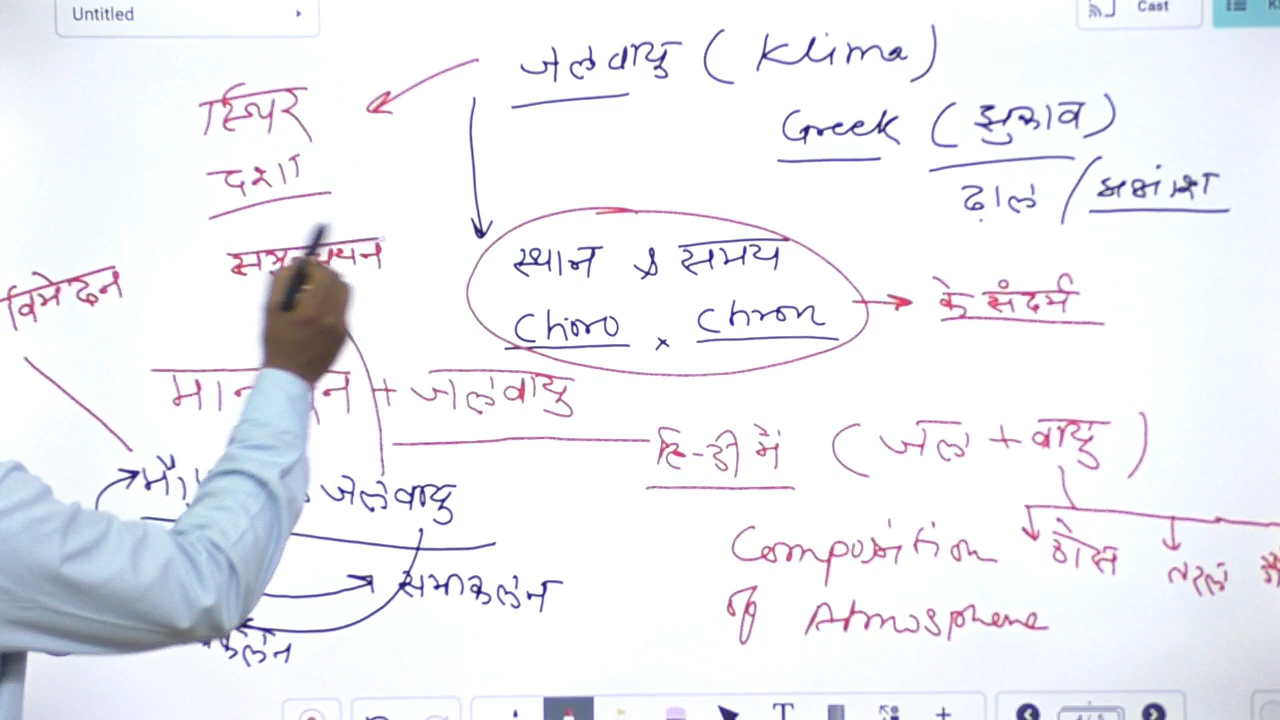 Untitled
Cast
जलवायु ( Klima )
Greek ( झुकाव )
ढाल / अक्षांश
स्थिर
दशा
स्थान & समय
Choro × Chron
के संदर्भ
विभेदन
+ जलवायु
हिन्दी में ( जल + वायु )
जलवायु
ठोस तरल
Composition
of Atmosphere
समाकलन